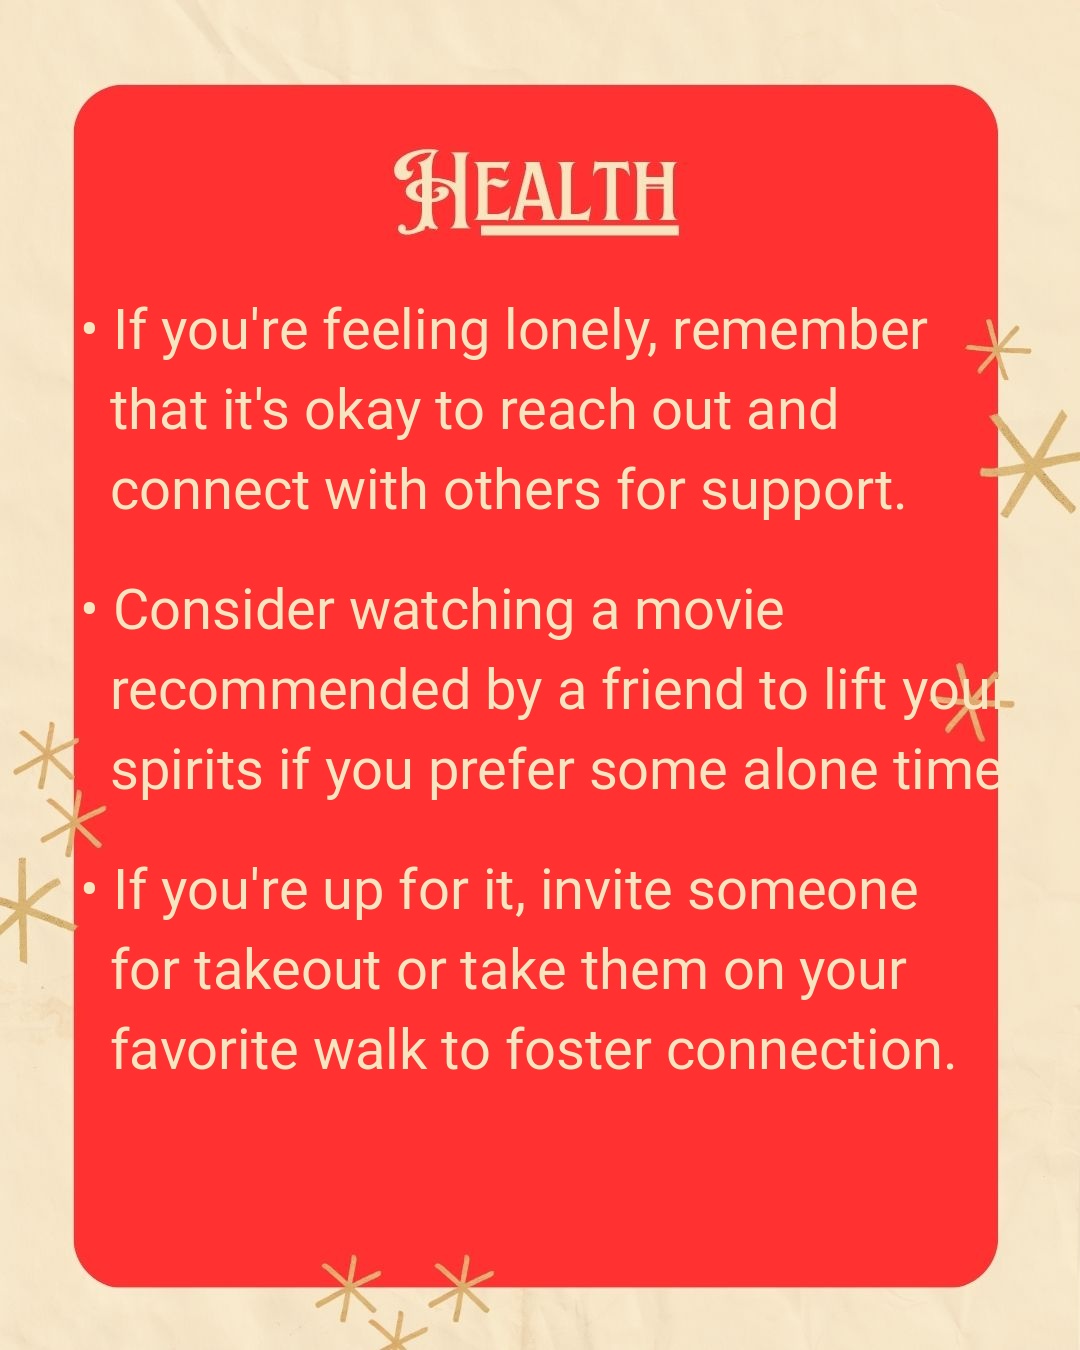 Health
• If you're feeling lonely, remember
that it's okay to reach out and
connect with others for support.
• Consider watching a movie
recommended by a friend to lift your
spirits if you prefer some alone time
• If you're up for it, invite someone
for takeout or take them on your
favorite walk to foster connection.